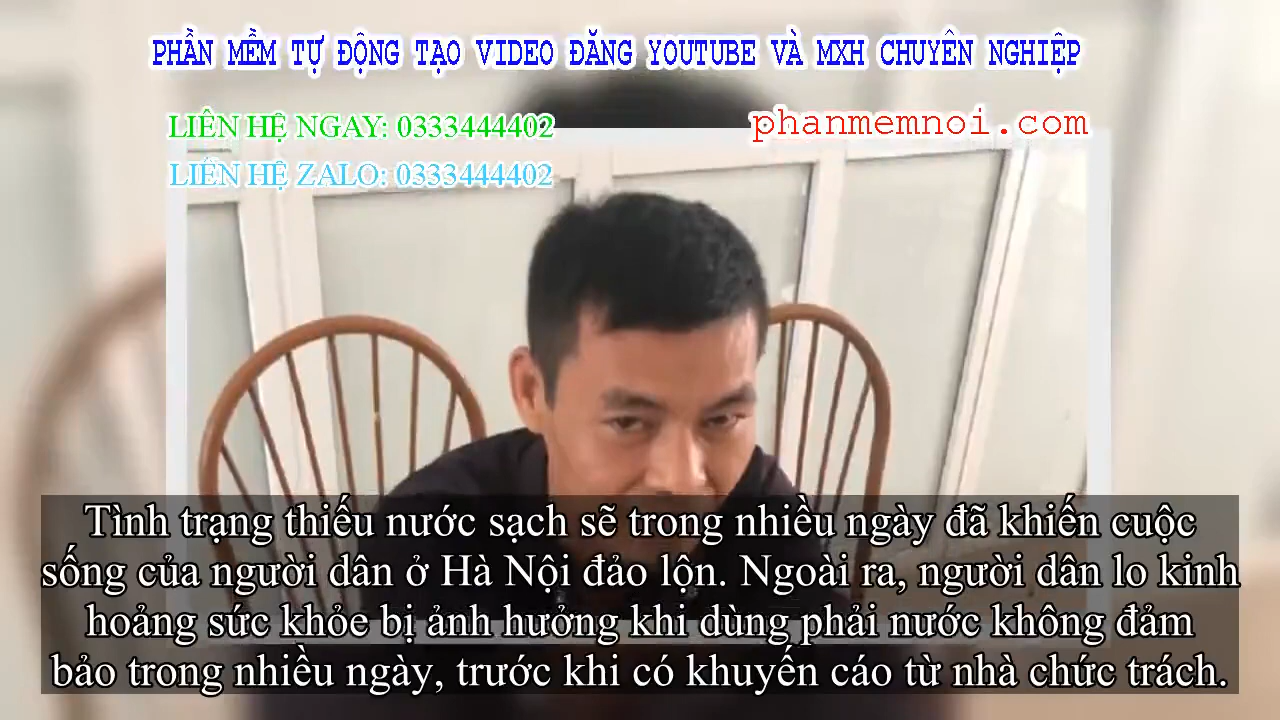 PHẦN MỀM TỰ ĐỘNG TẠO VIDEO ĐĂNG YOUTUBE VÀ MXH CHUYÊN NGHIỆP
LIÊN HỆ NGAY: 0333444402
phanmemnoi.com
LIÊN HỆ ZALO: 0333444402
Tình trạng thiếu nước sạch sẽ trong nhiều ngày đã khiến cuộc
sống của người dân ở Hà Nội đảo lộn. Ngoài ra, người dân lo kinh
hoảng sức khỏe bị ảnh hưởng khi dùng phải nước không đảm
bảo trong nhiều ngày, trước khi có khuyến cáo từ nhà chức trách.